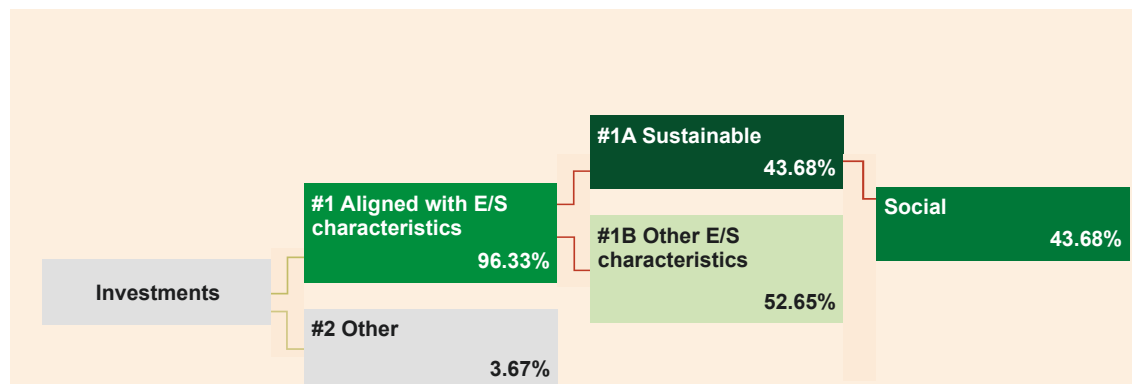 Investments
#1 Aligned with E/S
characteristics
96.33%
#2 Other
3.67%
#1A Sustainable
43.68%
#1B Other E/S
characteristics
52.65%
Social
43.68%